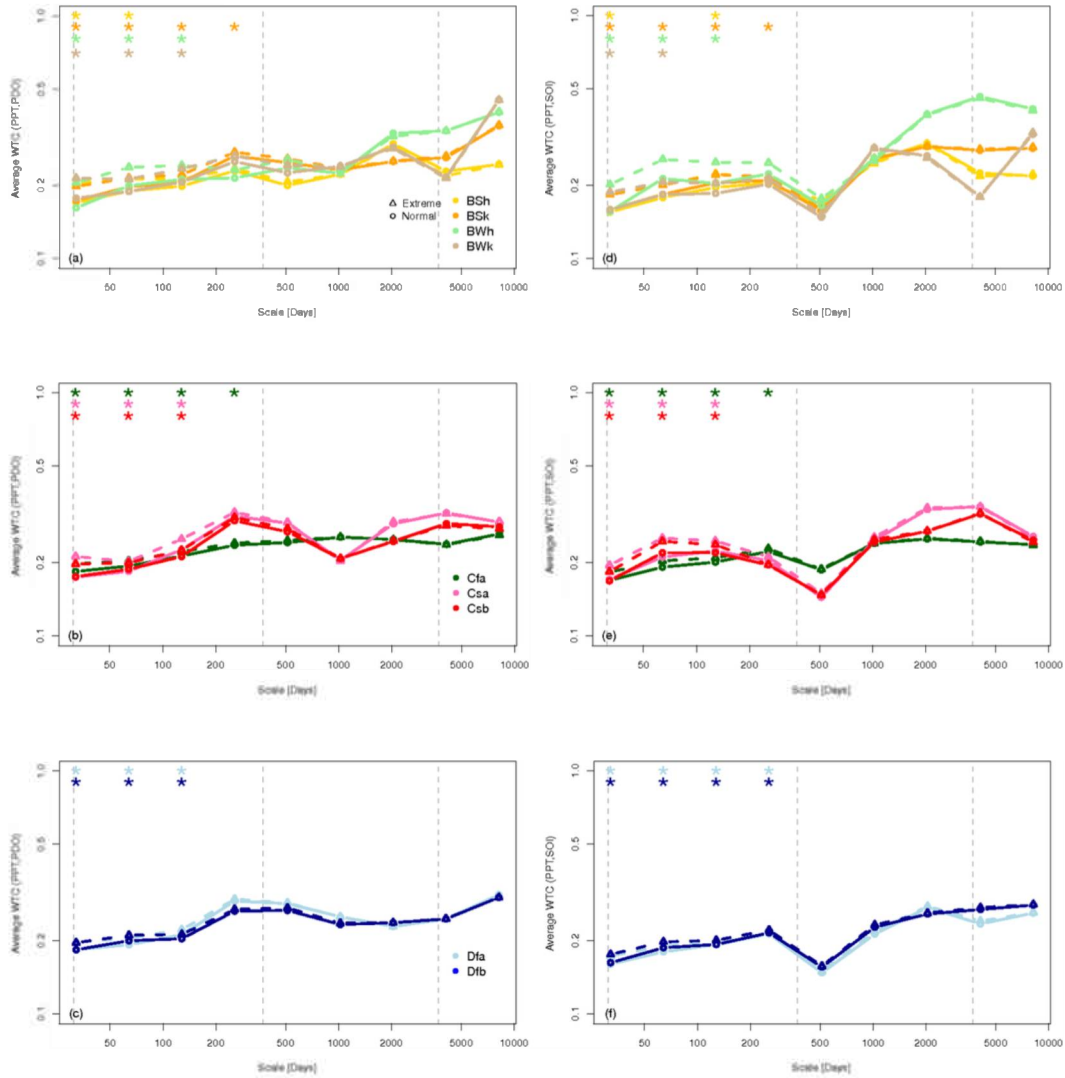 1.0
0.5
0.2
0.1
Average WTC (PPT,PDO)
Extreme
Normal
BSh
BSk
BWh
BWk
(a)
50 100 200 500 1000 2000 5000 10000
Scale [Days]
1.0
0.5
0.2
0.1
Average WTC (PPT,SOI)
(d)
50 100 200 500 1000 2000 5000 10000
Scale [Days]
1.0
0.5
0.2
0.1
Average WTC (PPT,PDO)
Cfa
Csa
Csb
(b)
50 100 200 500 1000 2000 5000 10000
Scale [Days]
1.0
0.5
0.2
0.1
Average WTC (PPT,SOI)
(e)
50 100 200 500 1000 2000 5000 10000
Scale [Days]
1.0
0.5
0.2
0.1
Average WTC (PPT,PDO)
Dfa
Dfb
(c)
50 100 200 500 1000 2000 5000 10000
Scale [Days]
1.0
0.5
0.2
0.1
Average WTC (PPT,SOI)
(f)
50 100 200 500 1000 2000 5000 10000
Scale [Days]